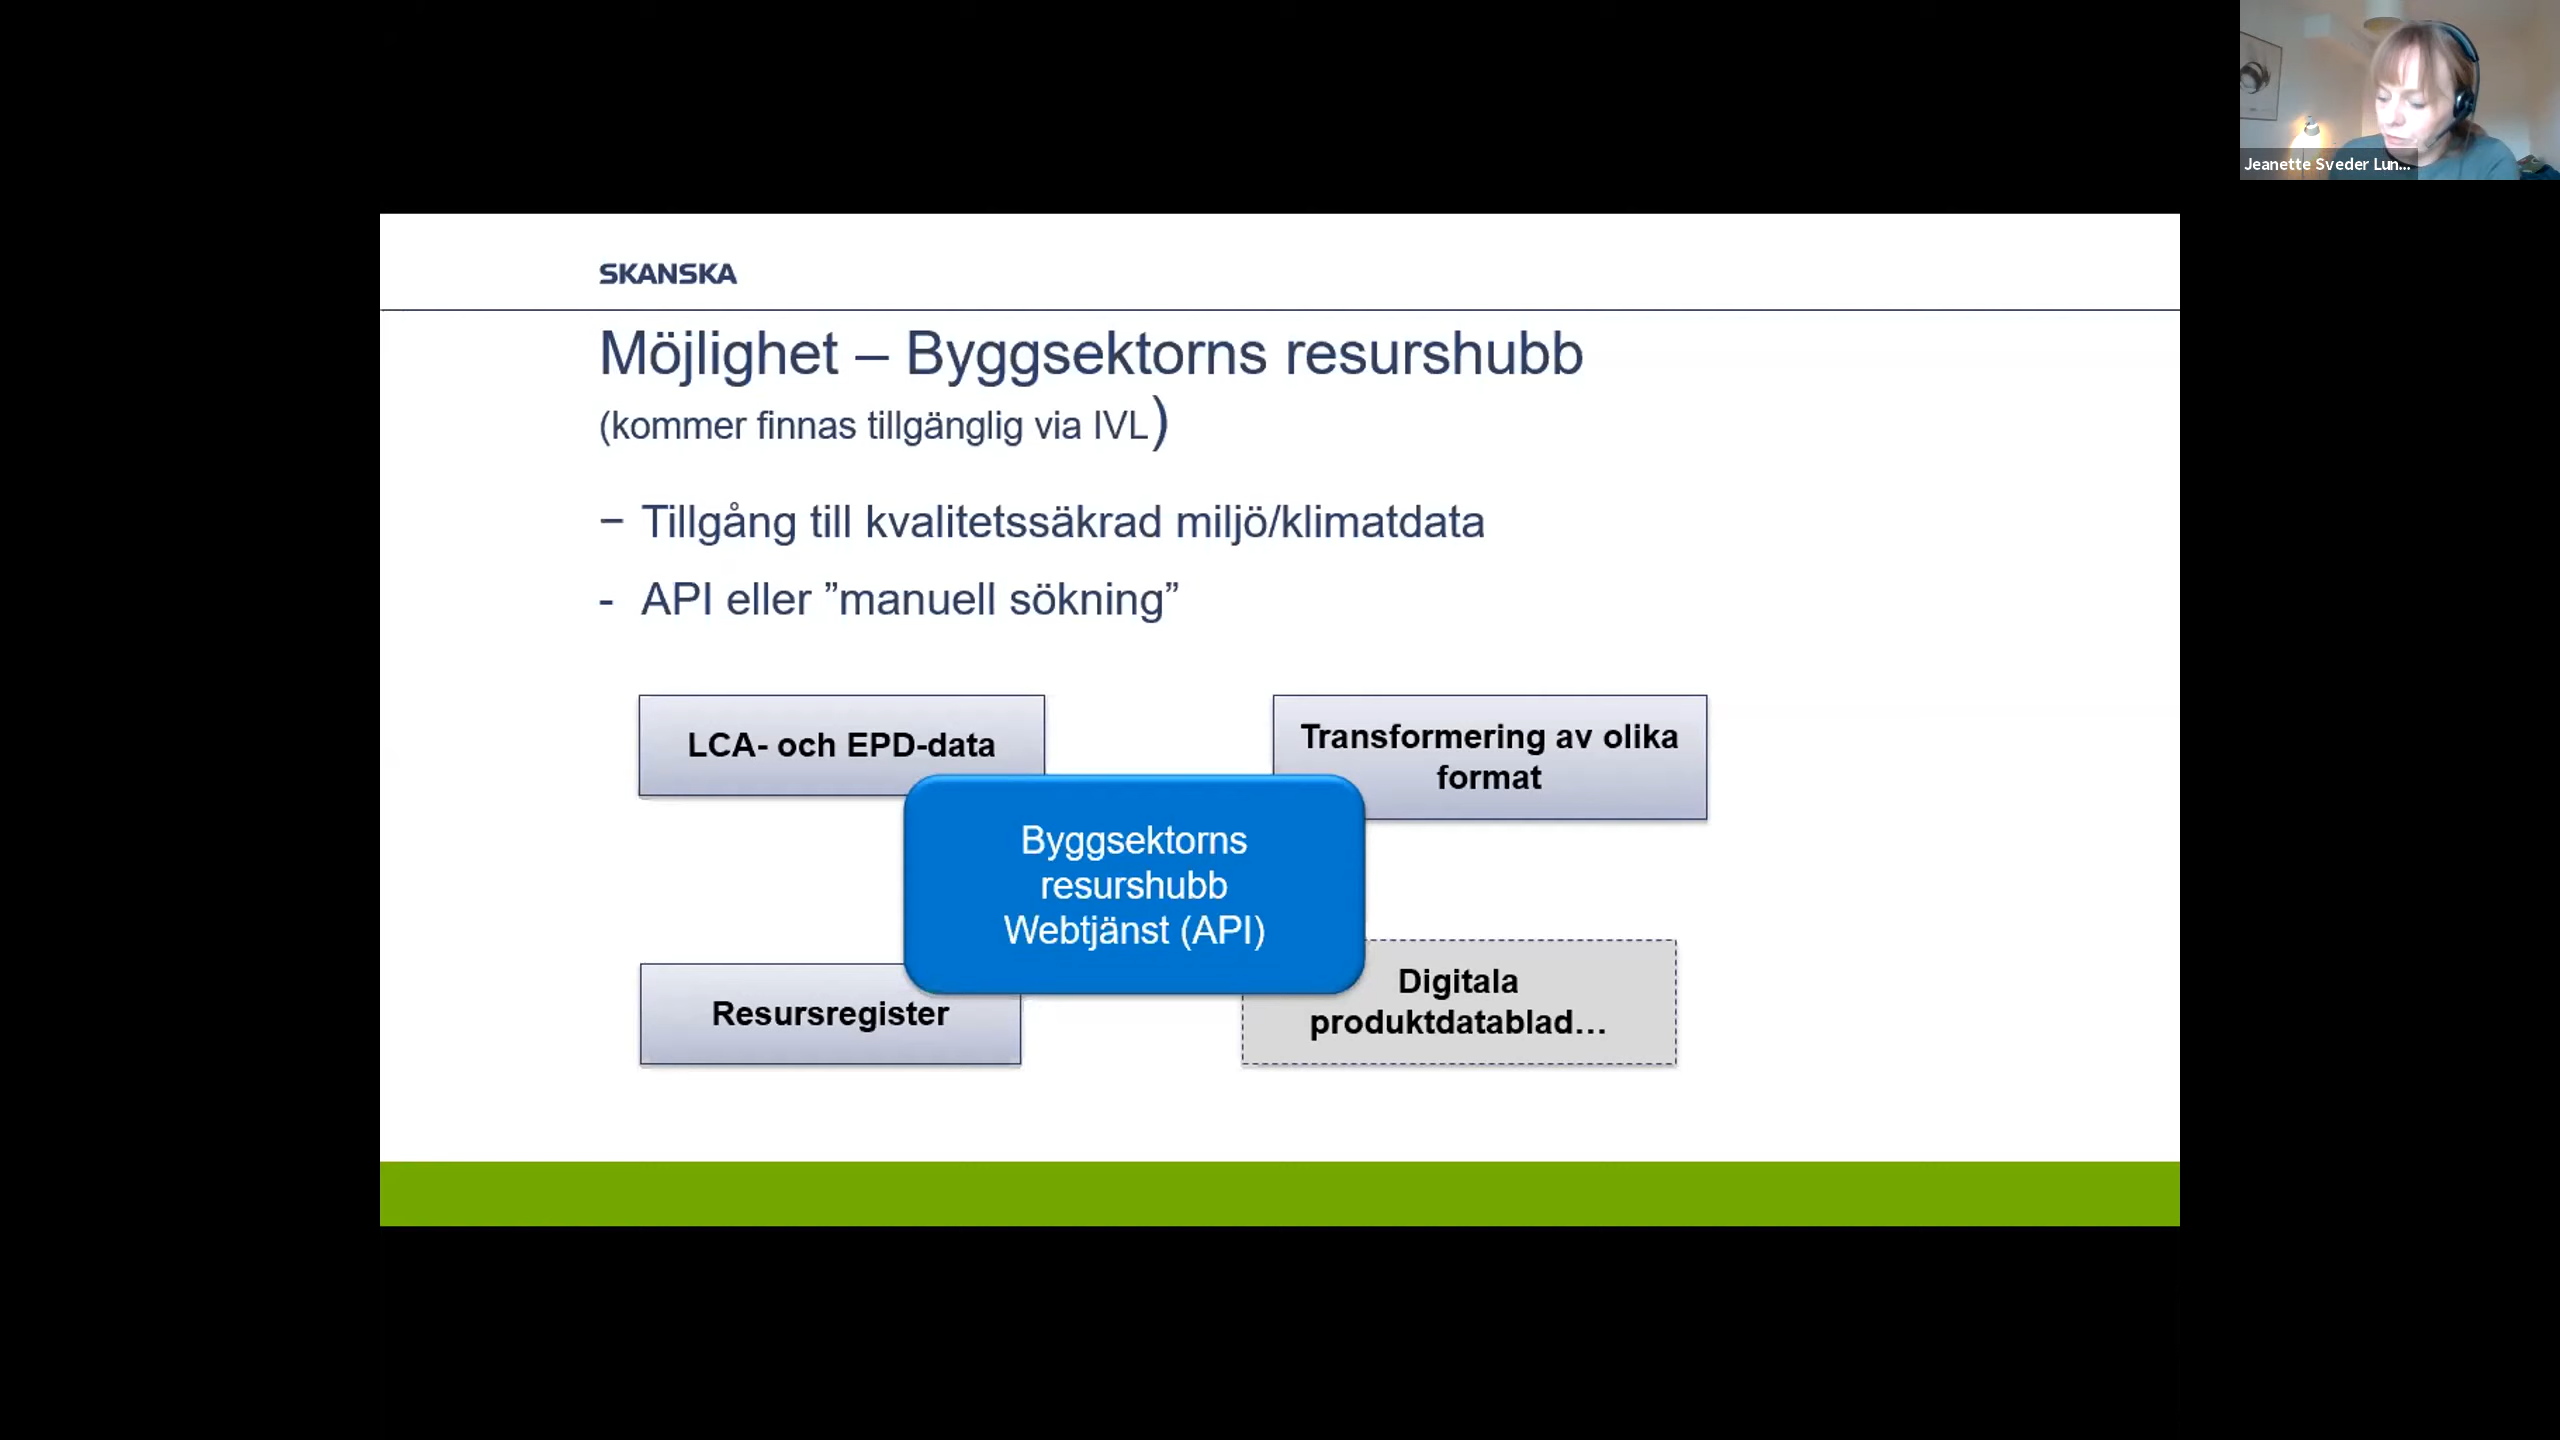 Jeanette Sveder Lun...
SKANSKA
Möjlighet – Byggsektorns resurshubb
(kommer finnas tillgänglig via IVL)
– Tillgång till kvalitetssäkrad miljö/klimatdata
- API eller ”manuell sökning”
LCA- och EPD-data
Transformering av olika
format
Byggsektorns
resurshubb
Webtjänst (API)
Resursregister
Digitala
produktdatablad...